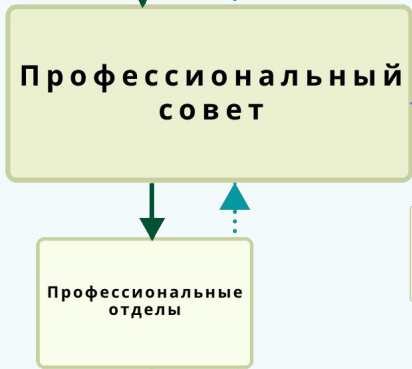 Профессиональный
совет
Профессиональные
отделы